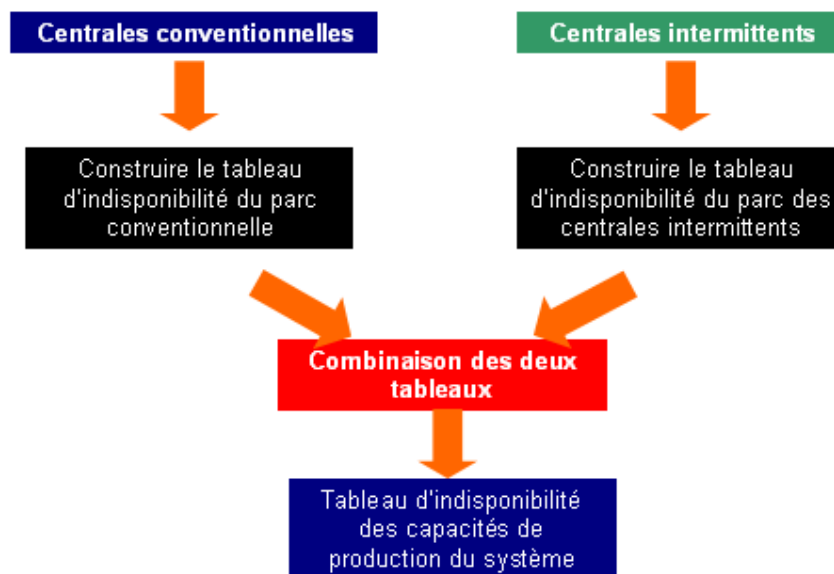 Centrales conventionnelles
Centrales intermittents
Construire le tableau
d'indisponibilité du parc
conventionnelle
Construire le tableau
d'indisponibilité du parc des
centrales intermittents
Combinaison des deux
tableaux
Tableau d'indisponibilité
des capacités de
production du système